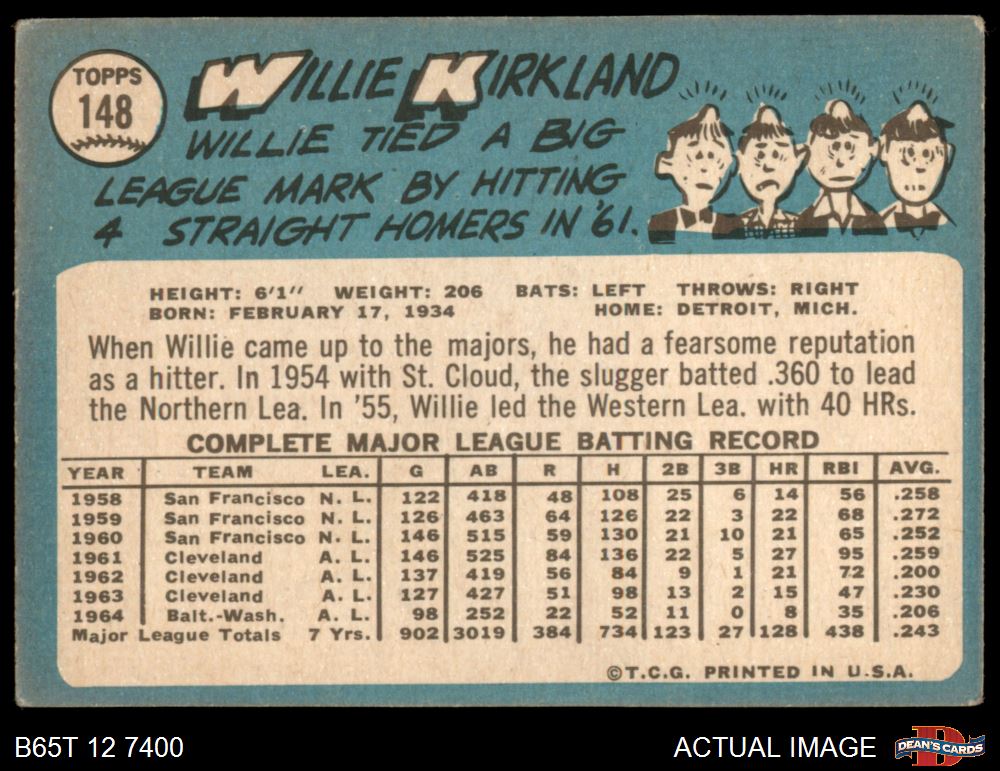 TOPPS
148
WILLIE KIRKLAND
WILLIE TIED A BIG
LEAGUE MARK BY HITTING
4 STRAIGHT HOMERS IN '61.
HEIGHT: 6'1" WEIGHT: 206 BATS: LEFT THROWS: RIGHT
BORN: FEBRUARY 17, 1934 HOME: DETROIT, MICH.
When Willie came up to the majors, he had a fearsome reputation
as a hitter. In 1954 with St. Cloud, the slugger batted .360 to lead
the Northern Lea. In '55, Willie led the Western Lea. with 40 HRs.
COMPLETE MAJOR LEAGUE BATTING RECORD
YEAR TEAM LEA. G AB R H 2B 3B HR RBI AVG.
1958 San Francisco N. L. 122 418 48 108 25 6 14 56 .258
1959 San Francisco N. L. 126 463 64 126 22 3 22 68 .272
1960 San Francisco N. L. 146 515 59 130 21 10 21 65 .252
1961 Cleveland A. L. 146 525 84 136 22 5 27 95 .259
1962 Cleveland A. L. 137 419 56 84 9 1 21 72 .200
1963 Cleveland A. L. 127 427 51 98 13 2 15 47 .230
1964 Balt.-Wash. A. L. 98 252 22 52 11 0 8 35 .206
Major League Totals 7 Yrs. 902 3019 384 734 123 27 128 438 .243
©T.C.G. PRINTED IN U.S.A.
B65T 12 7400 ACTUAL IMAGE D DEAN'S CARDS